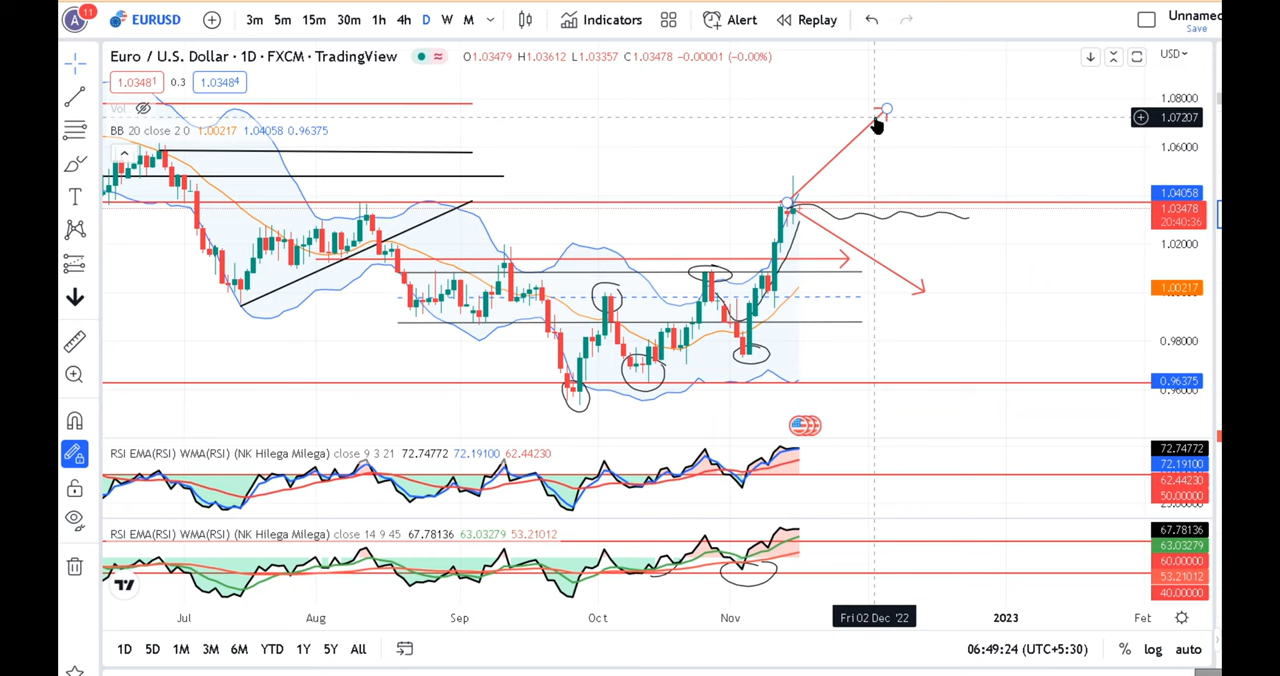 A 11 EURUSD 3m 5m 15m 30m 1h 4h D W M Indicators Alert Replay Unnamed
Save
Euro / U.S. Dollar · 1D · FXCM · TradingView O1.03479 H1.03612 L1.03357 C1.03478 −0.00001 (−0.00%) USD
1.03481 0.3 1.03484
Vol
BB 20 close 2 0 1.00217 1.04058 0.96375
1.08000
1.07207
1.06000
1.04058
1.03478
20:40:36
1.02000
1.00217
0.98000
0.96375
RSI EMA(RSI) WMA(RSI) (NK Hilega Milega) close 9 3 21 72.74772 72.19100 62.44230
72.74772
72.19100
62.44230
50.00000
RSI EMA(RSI) WMA(RSI) (NK Hilega Milega) close 14 9 45 67.78136 63.03279 53.21012
67.78136
63.03279
60.00000
53.21012
40.00000
Jul Aug Sep Oct Nov Fri 02 Dec '22 2023 Fet
1D 5D 1M 3M 6M YTD 1Y 5Y All 06:49:24 (UTC+5:30) % log auto